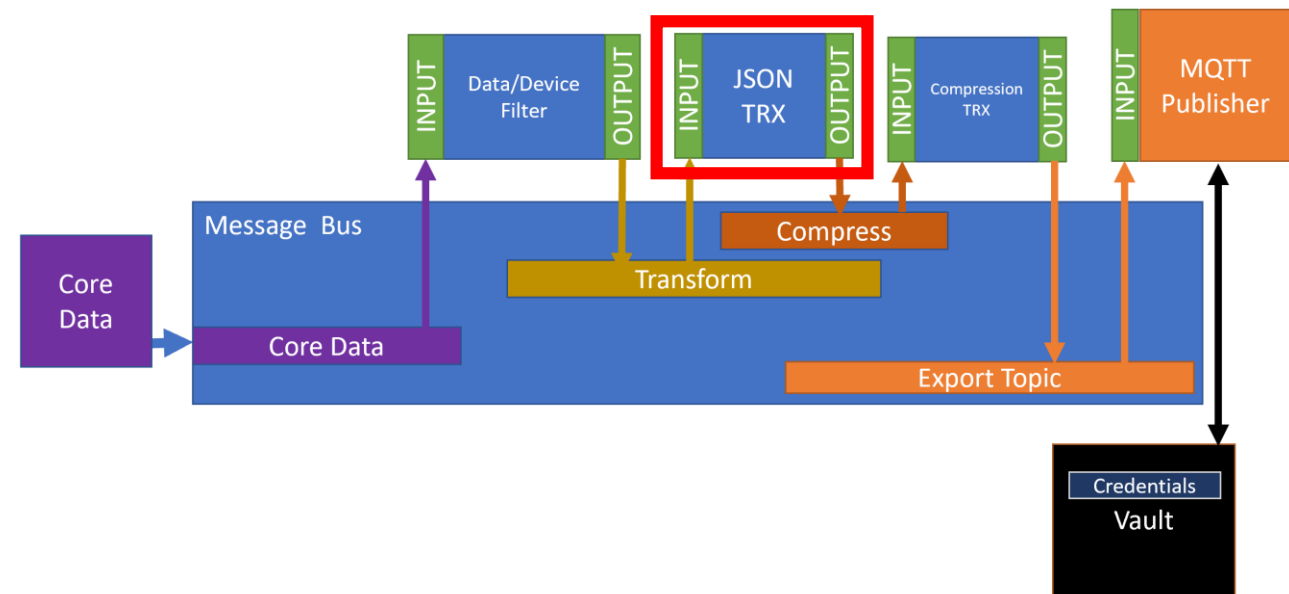 INPUT
Data/Device
Filter
OUTPUT
INPUT
JSON
TRX
OUTPUT
INPUT
Compression
TRX
OUTPUT
INPUT
MQTT
Publisher
Message Bus
Compress
Transform
Core
Data
Core Data
Export Topic
Credentials
Vault